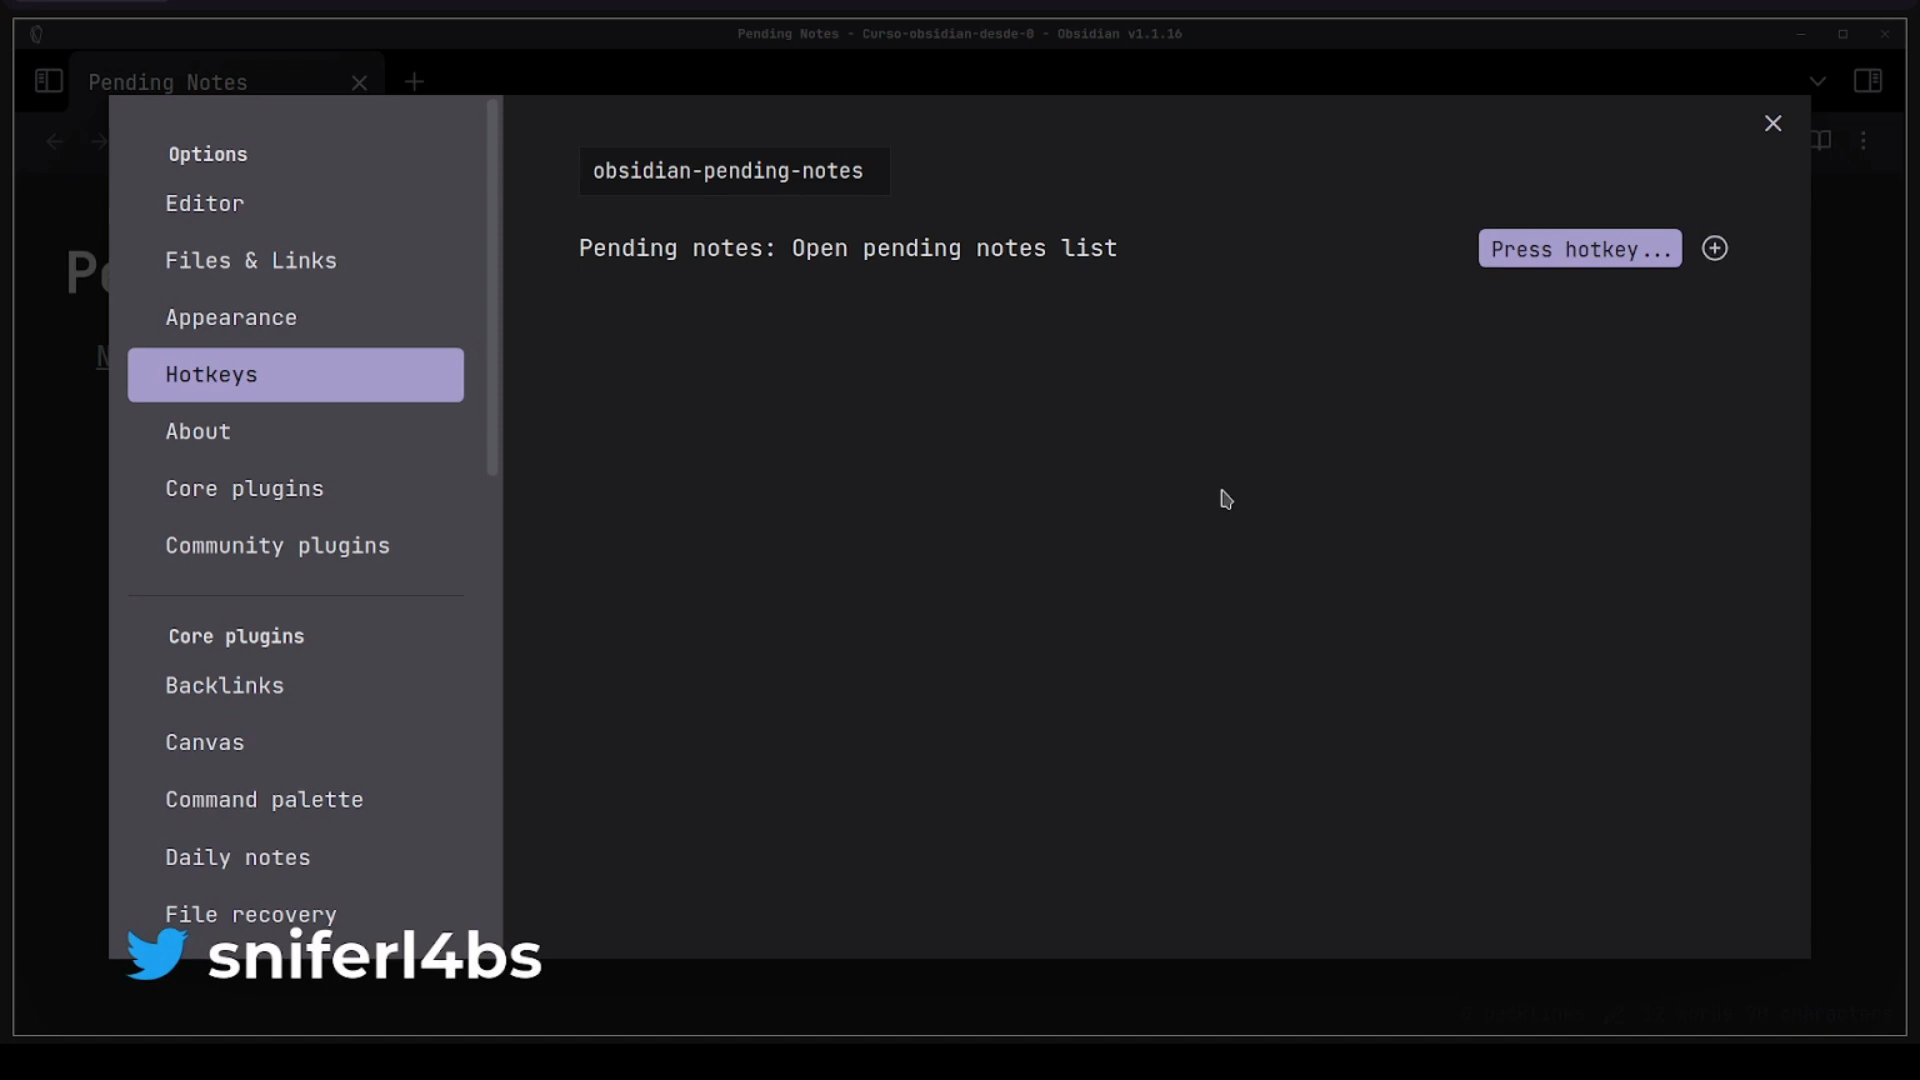 Pending Notes - Curso-obsidian-desde-0 - Obsidian v1.1.16
Pending Notes
Options
Editor
Files & Links
Appearance
Hotkeys
About
Core plugins
Community plugins
Core plugins
Backlinks
Canvas
Command palette
Daily notes
File recovery
obsidian-pending-notes
Pending notes: Open pending notes list
Press hotkey...
sniferl4bs